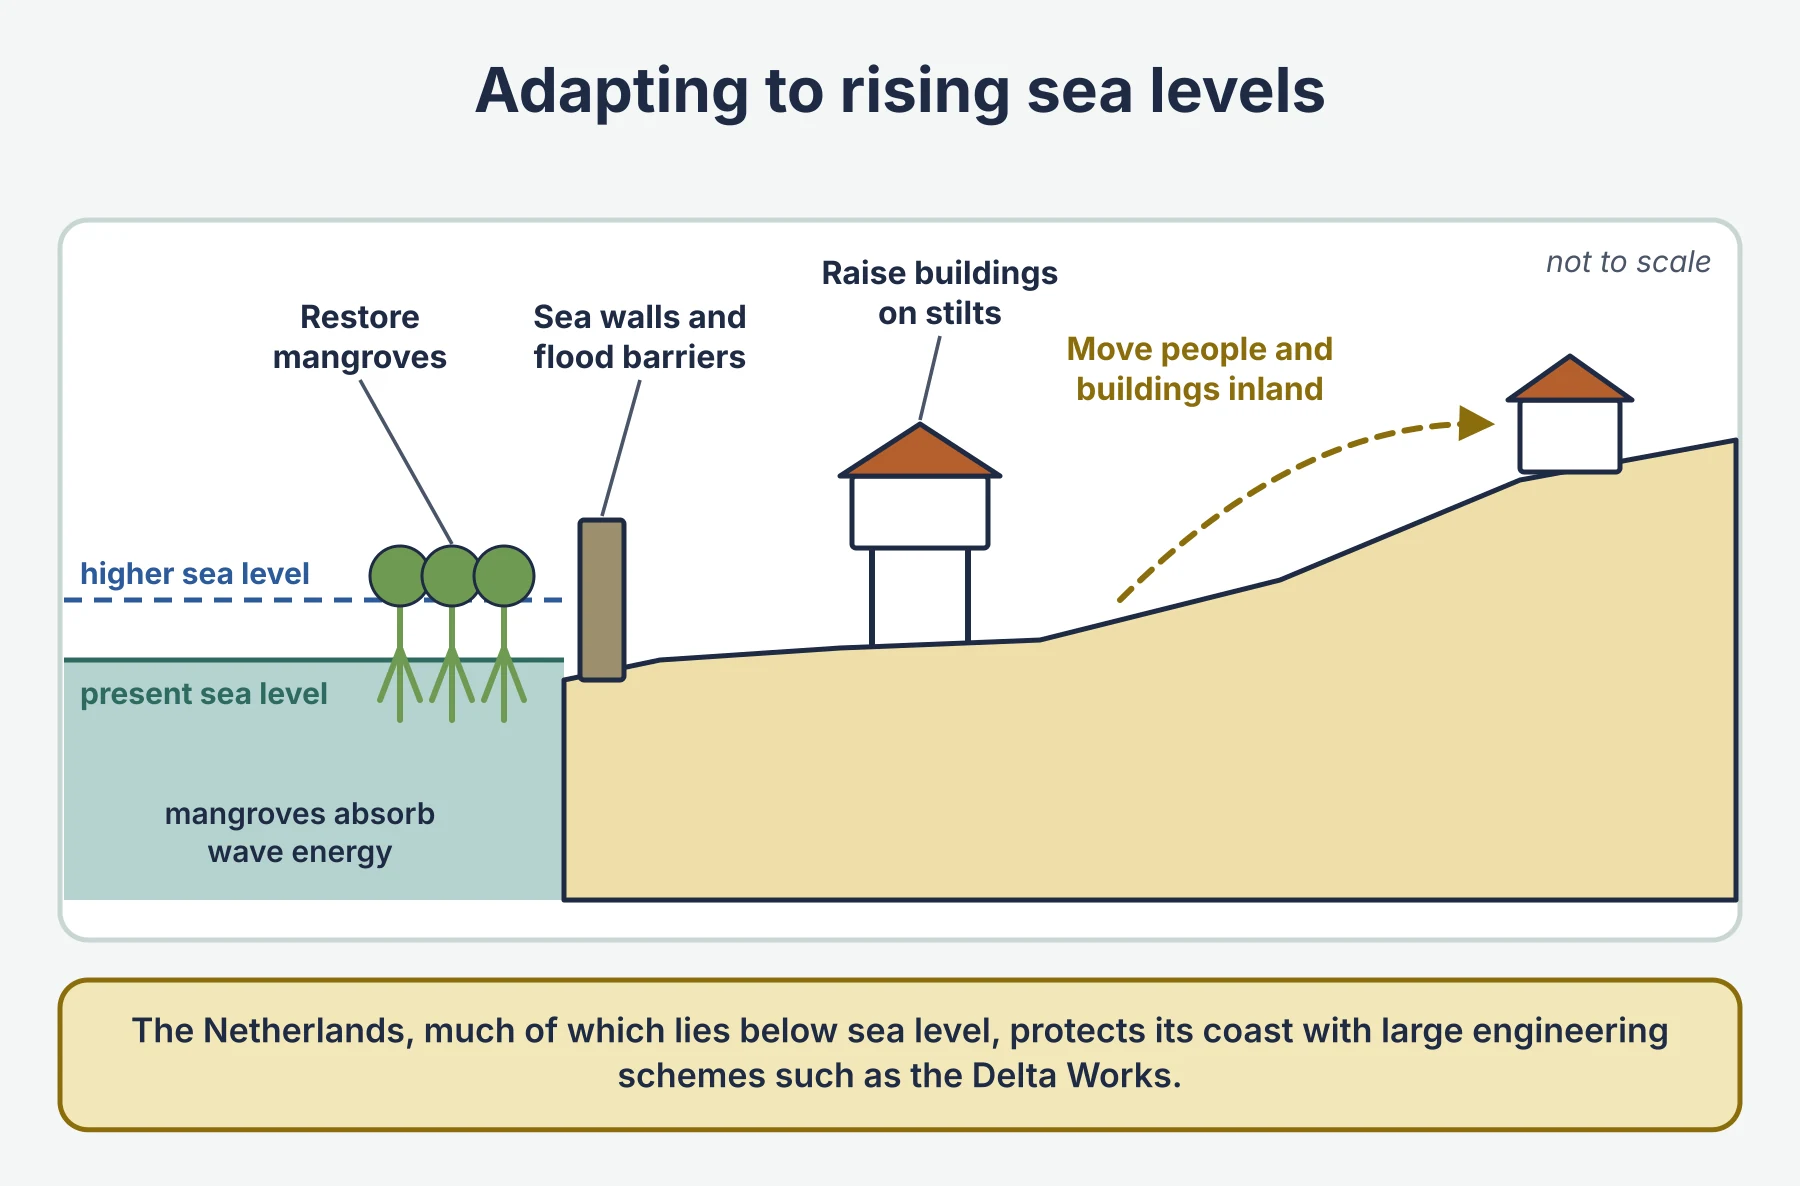 Adapting to rising sea levels
not to scale
Raise buildings
on stilts
Restore
mangroves
Sea walls and
flood barriers
Move people and
buildings inland
higher sea level
present sea level
mangroves absorb
wave energy
The Netherlands, much of which lies below sea level, protects its coast with large engineering
schemes such as the Delta Works.